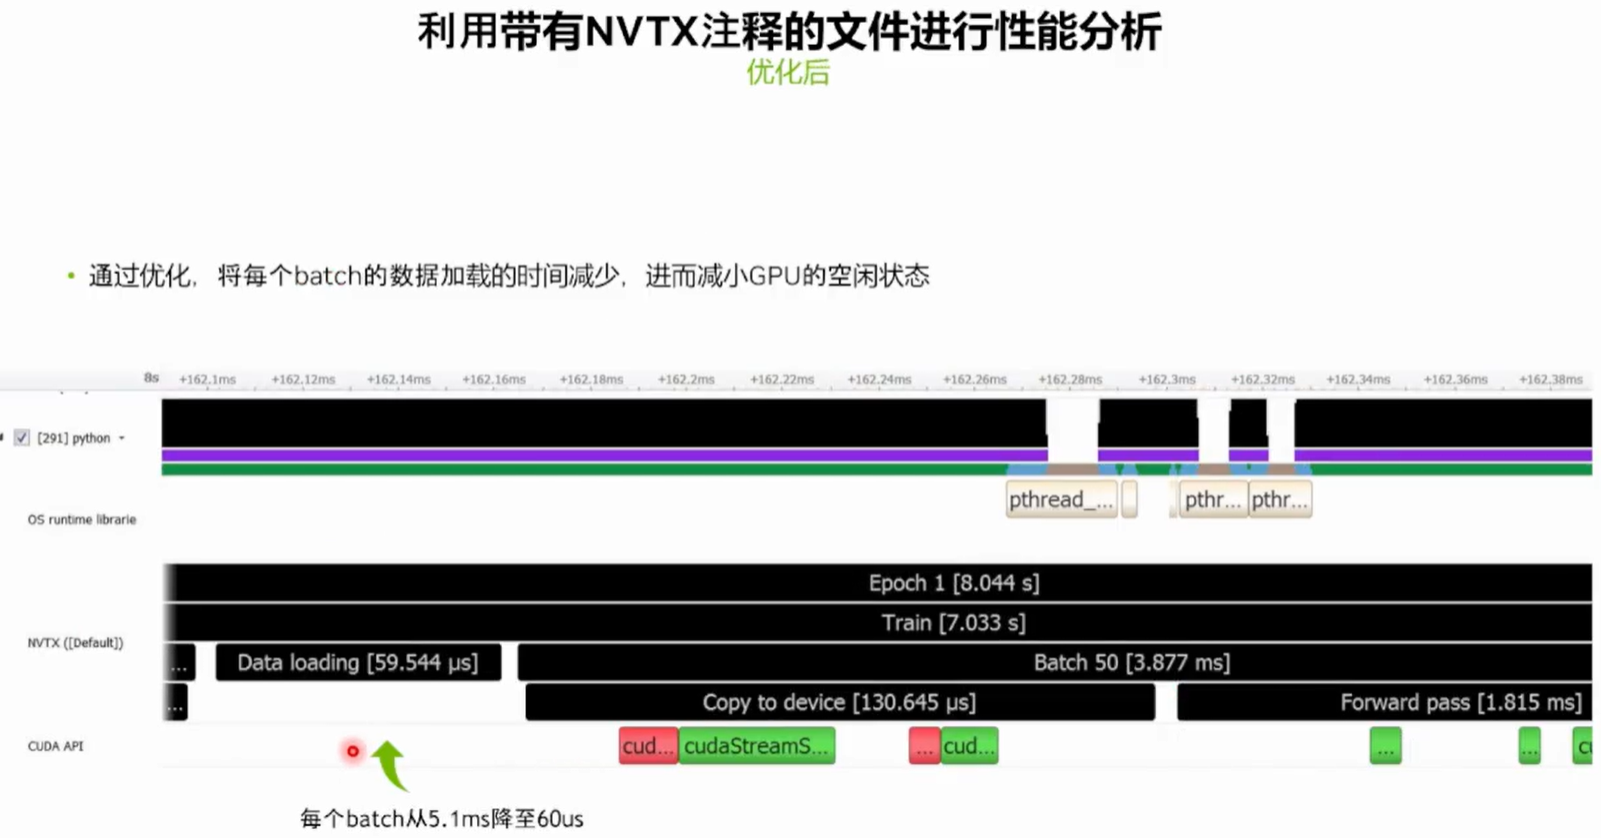 利用带有NVTX注释的文件进行性能分析
优化后
• 通过优化，将每个batch的数据加载的时间减少，进而减小GPU的空闲状态
8s +162.1ms +162.12ms +162.14ms +162.16ms +162.18ms +162.2ms +162.22ms +162.24ms +162.26ms +162.28ms +162.3ms +162.32ms +162.34ms +162.36ms +162.38ms
[291] python
pthread_... pthr... pthr...
OS runtime librarie
Epoch 1 [8.044 s]
Train [7.033 s]
NVTX ([Default])
... Data loading [59.544 µs] Batch 50 [3.877 ms]
... Copy to device [130.645 µs] Forward pass [1.815 ms]
CUDA API cud... cudaStreamS... ... cud... ... ...
每个batch从5.1ms降至60us